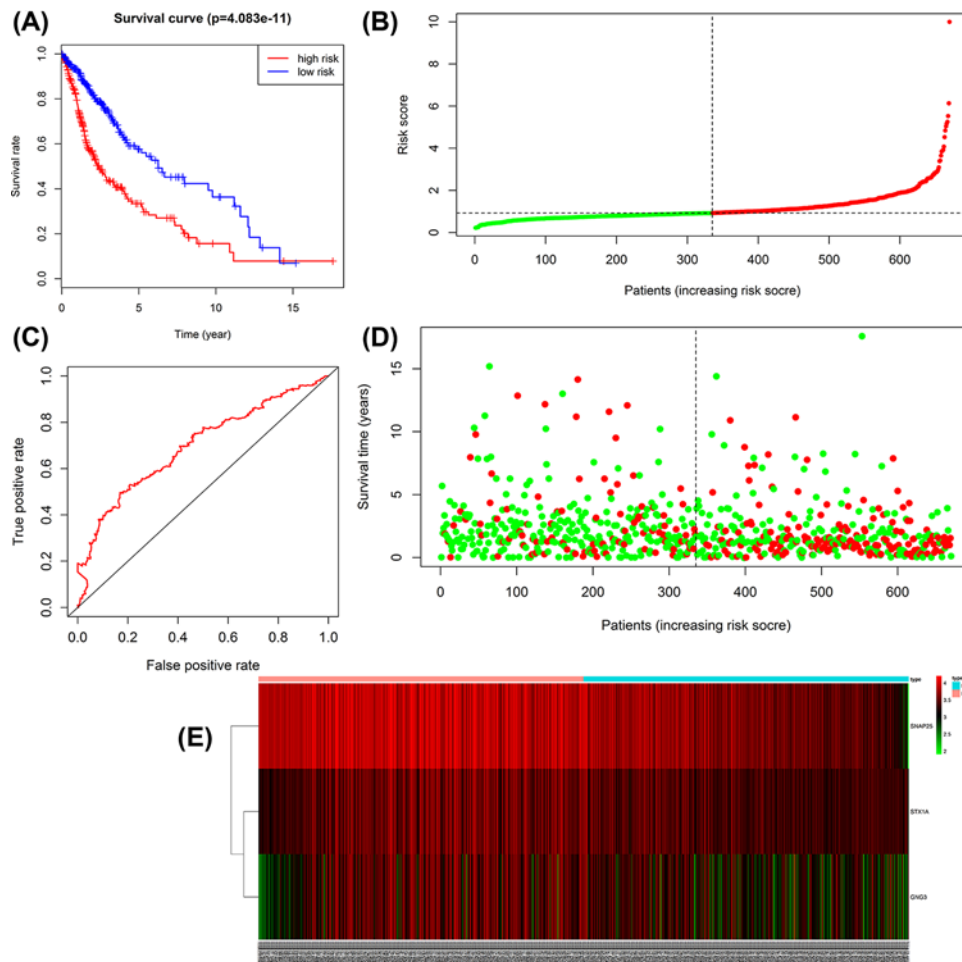 (A)
Survival curve (p=4.083e-11)
high risk
low risk
Survival rate
1.0
0.8
0.6
0.4
0.2
0.0
0 5 10 15
Time (year)
(B)
Risk score
10
8
6
4
2
0
0 100 200 300 400 500 600
Patients (increasing risk socre)
(C)
True positive rate
1.0
0.8
0.6
0.4
0.2
0.0
0.0 0.2 0.4 0.6 0.8 1.0
False positive rate
(D)
Survival time (years)
15
10
5
0
0 100 200 300 400 500 600
Patients (increasing risk socre)
(E)
type
SNAP25
STX1A
GNG3
4
3.5
3
2.5
2
type